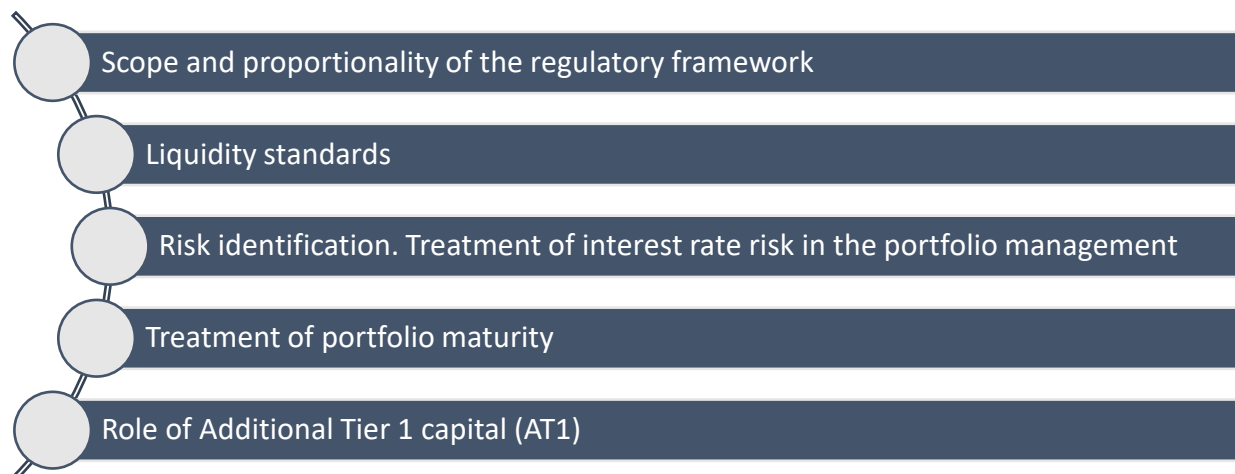 Scope and proportionality of the regulatory framework
Liquidity standards
Risk identification. Treatment of interest rate risk in the portfolio management
Treatment of portfolio maturity
Role of Additional Tier 1 capital (AT1)